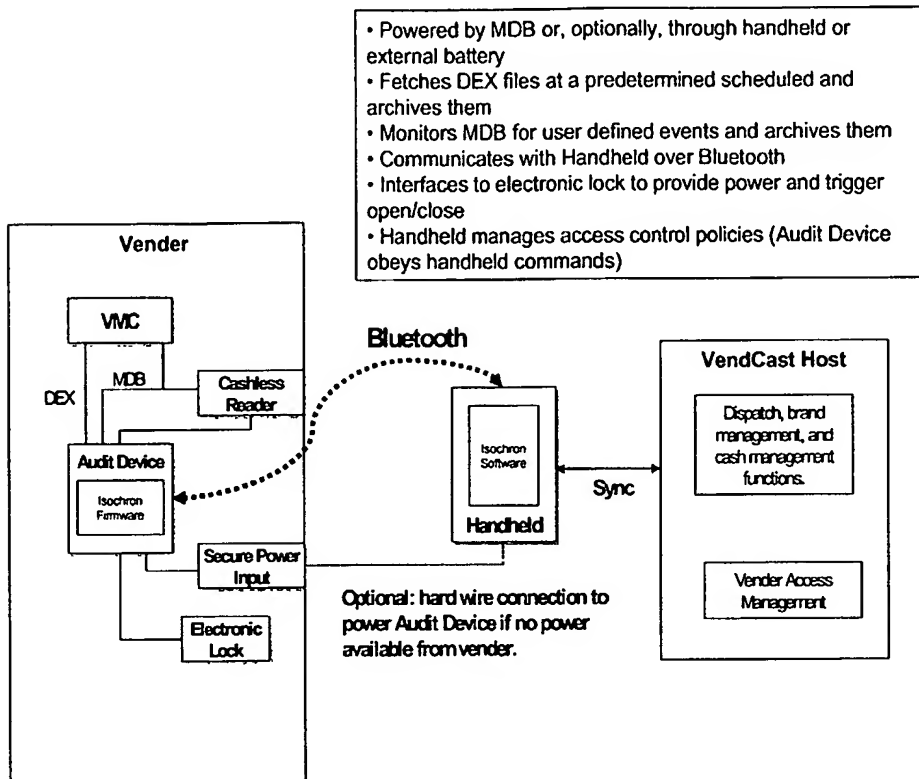 • Powered by MDB or, optionally, through handheld or
external battery
• Fetches DEX files at a predetermined scheduled and
archives them
• Monitors MDB for user defined events and archives them
• Communicates with Handheld over Bluetooth
• Interfaces to electronic lock to provide power and trigger
open/close
• Handheld manages access control policies (Audit Device
obeys handheld commands)
Vender
VMC
DEX
MDB
Cashless
Reader
Audit Device
Isochron
Firmware
Secure Power
Input
Electronic
Lock
Bluetooth
Isochron
Software
Handheld
Sync
Optional: hard wire connection to
power Audit Device if no power
available from vender.
VendCast Host
Dispatch, brand
management, and
cash management
functions.
Vender Access
Management